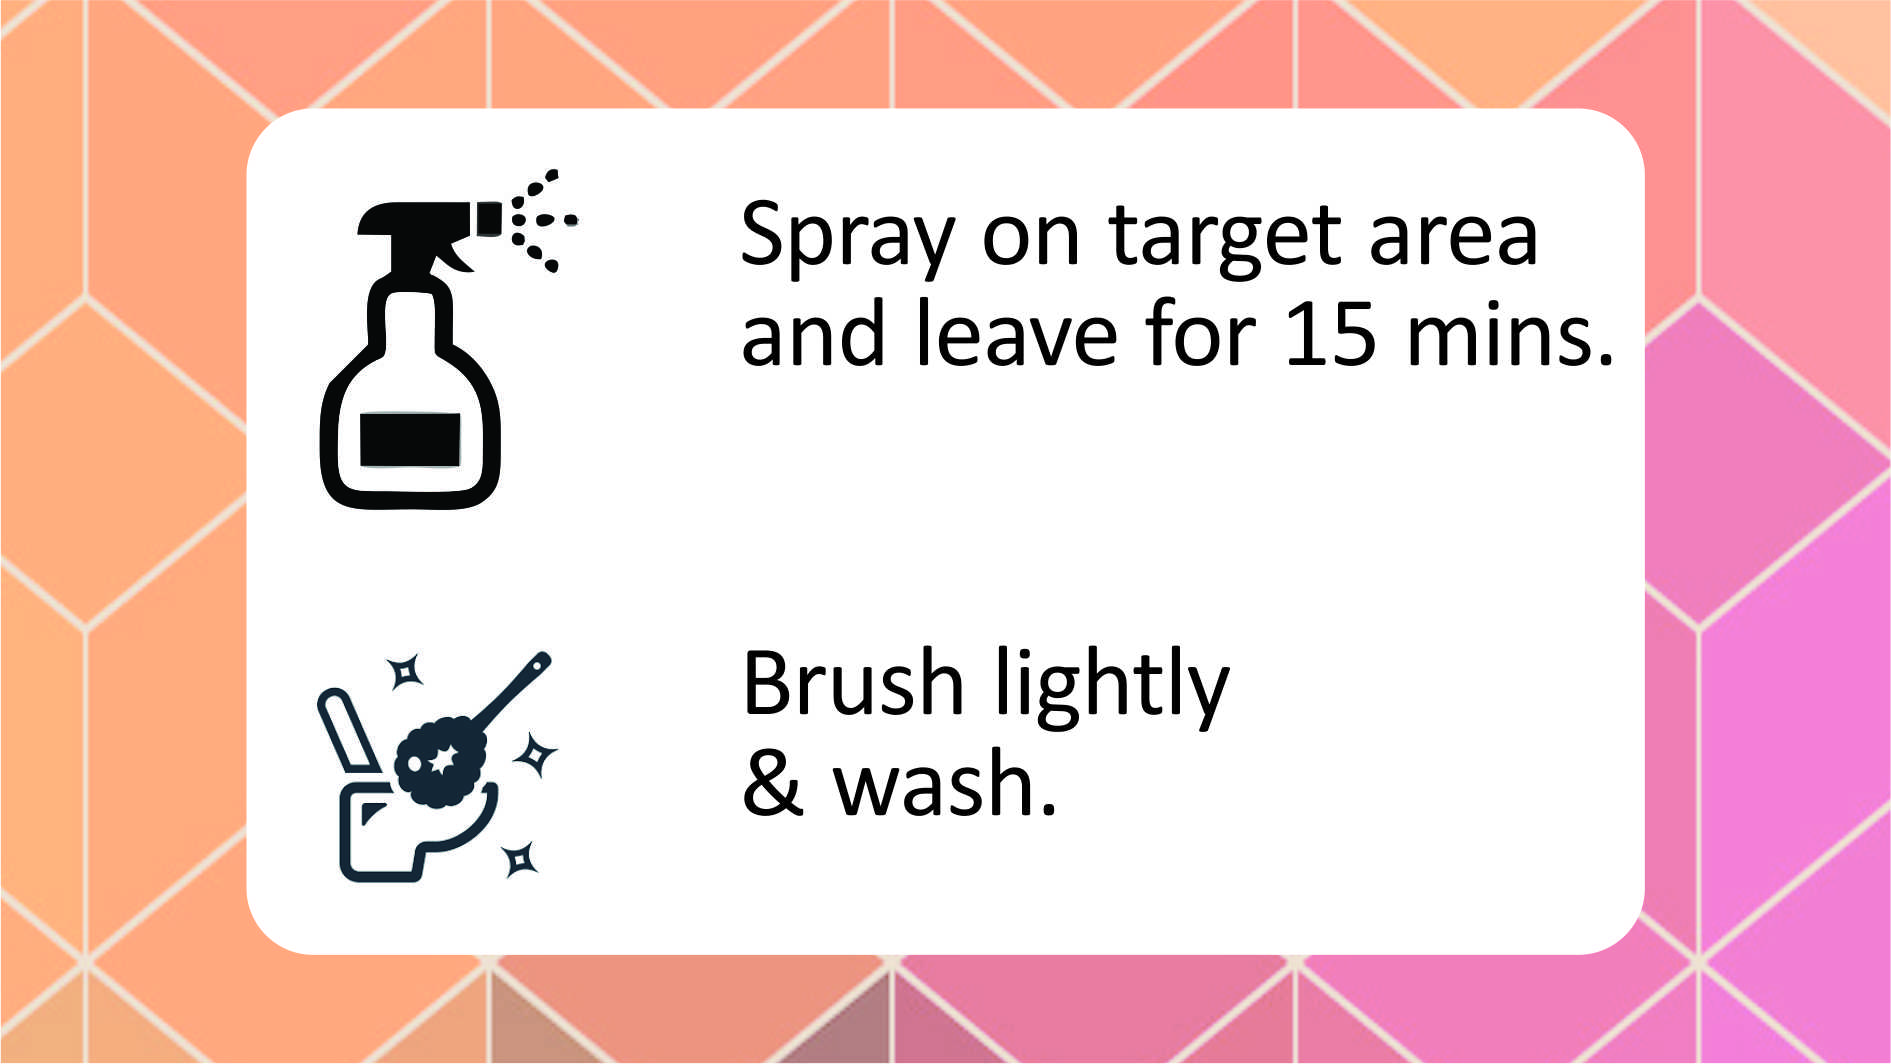 Spray on target area
and leave for 15 mins.
Brush lightly
& wash.